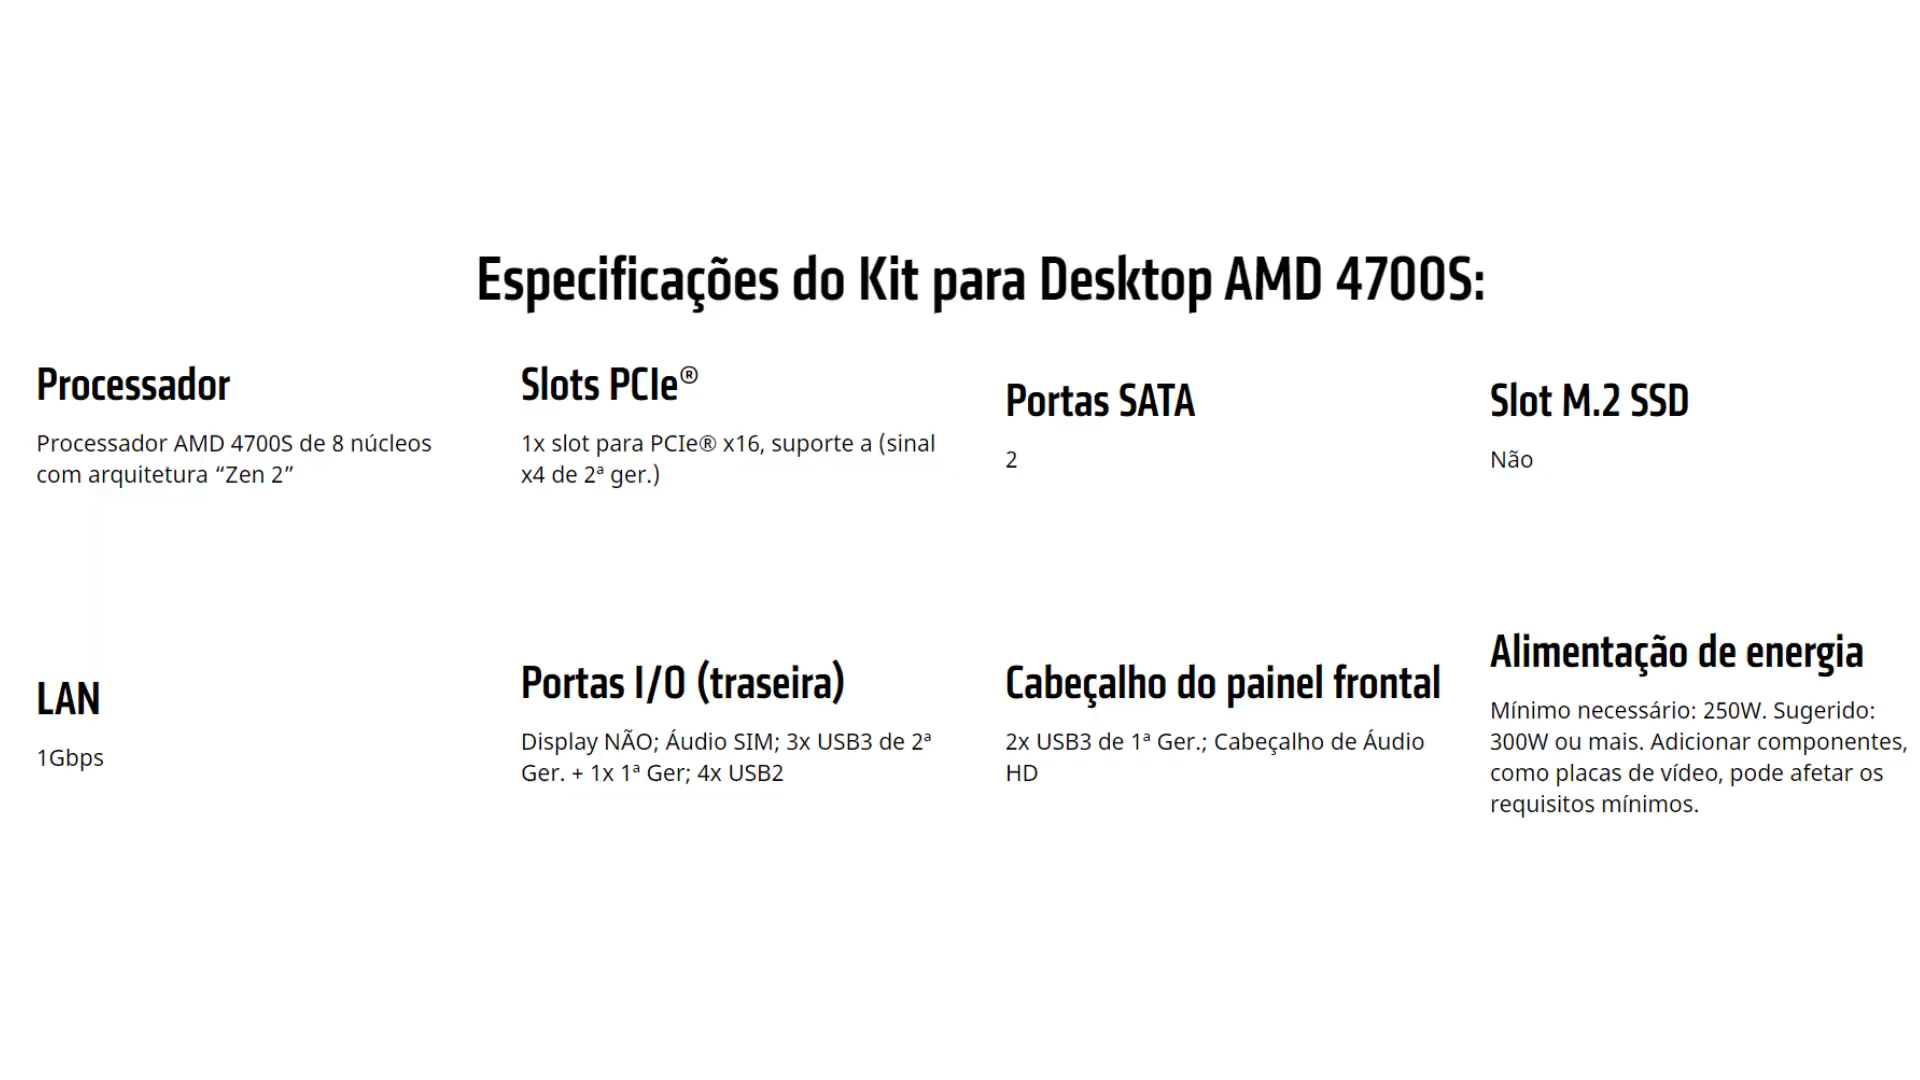 Especificações do Kit para Desktop AMD 4700S:
Processador
Processador AMD 4700S de 8 núcleos
com arquitetura “Zen 2”
Slots PCIe®
1x slot para PCIe® x16, suporte a (sinal
x4 de 2ª ger.)
Portas SATA
2
Slot M.2 SSD
Não
LAN
1Gbps
Portas I/O (traseira)
Display NÃO; Áudio SIM; 3x USB3 de 2ª
Ger. + 1x 1ª Ger; 4x USB2
Cabeçalho do painel frontal
2x USB3 de 1ª Ger.; Cabeçalho de Áudio
HD
Alimentação de energia
Mínimo necessário: 250W. Sugerido:
300W ou mais. Adicionar componentes,
como placas de vídeo, pode afetar os
requisitos mínimos.